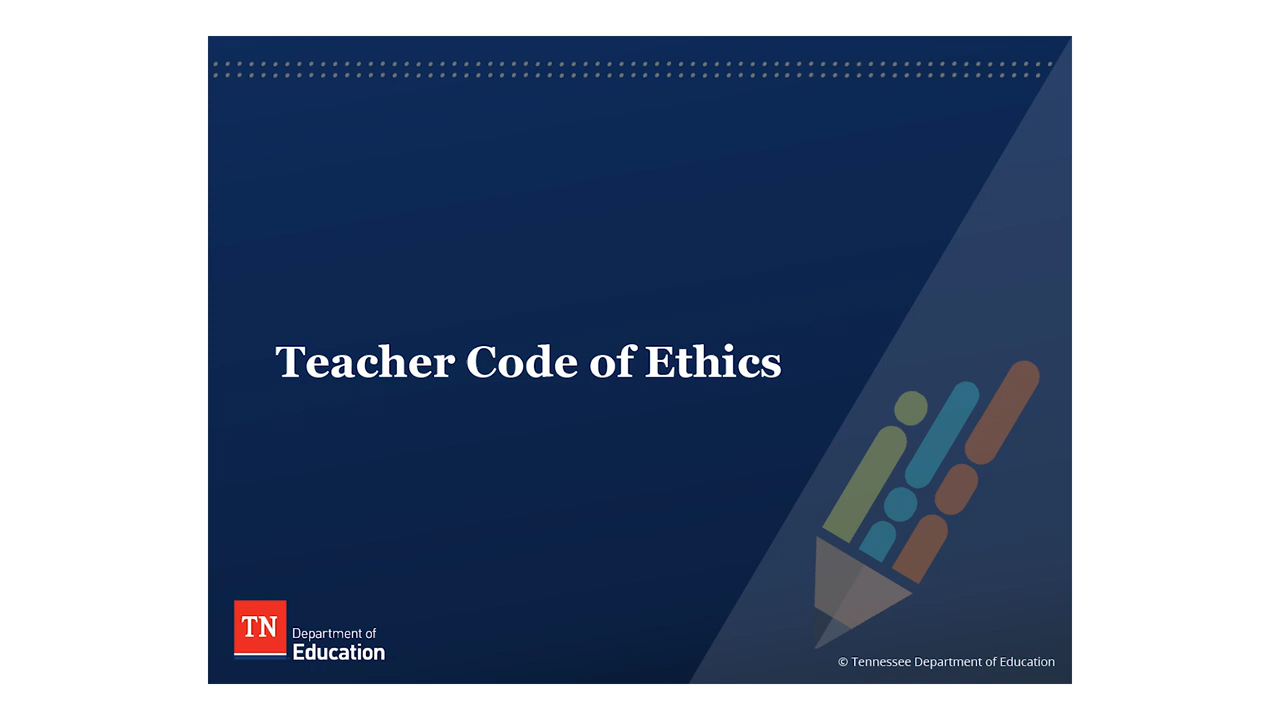 Teacher Code of Ethics
TN
Department of
Education
© Tennessee Department of Education